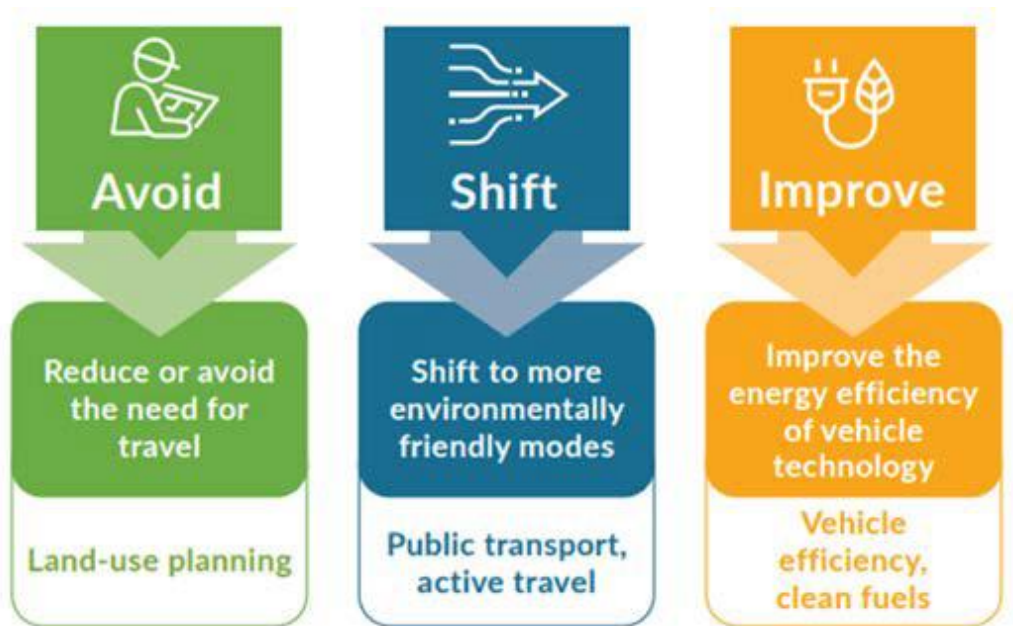 Avoid
Reduce or avoid
the need for
travel
Land-use planning
Shift
Shift to more
environmentally
friendly modes
Public transport,
active travel
Improve
Improve the
energy efficiency
of vehicle
technology
Vehicle
efficiency,
clean fuels